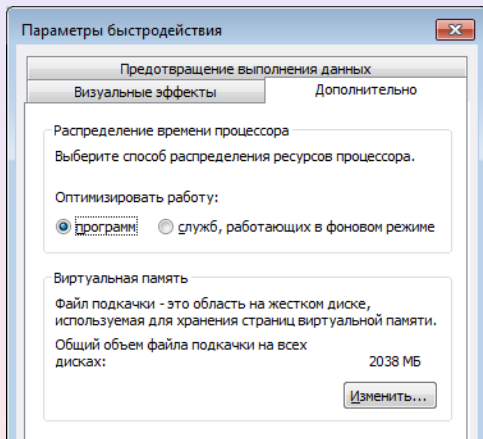 Параметры быстродействия
Предотвращение выполнения данных
Визуальные эффекты
Дополнительно
Распределение времени процессора
Выберите способ распределения ресурсов процессора.
Оптимизировать работу:
программ
служб, работающих в фоновом режиме
Виртуальная память
Файл подкачки - это область на жестком диске,
используемая для хранения страниц виртуальной памяти.
Общий объем файла подкачки на всех
дисках:
2038 МБ
Изменить...